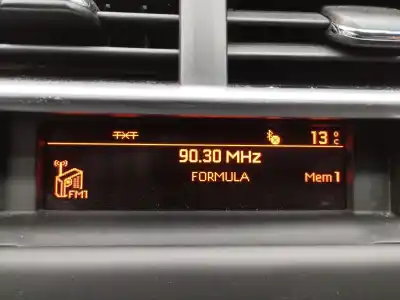 TXT 13 °C
90.30 MHz
FORMULA Mem 1
FM1